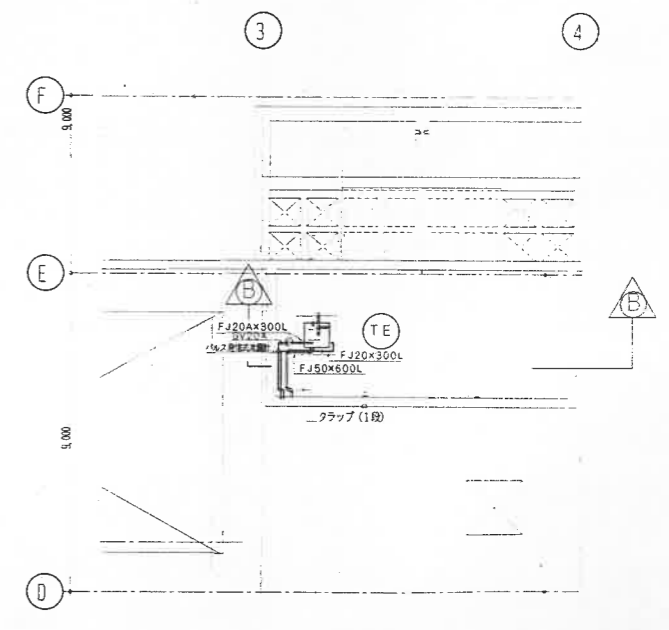 3
4
F
9,000
E
B
B
FJ20A×300L
TE
GV20A
FJ20×300L
FJ50×600L
クラップ (1段)
9,000
D